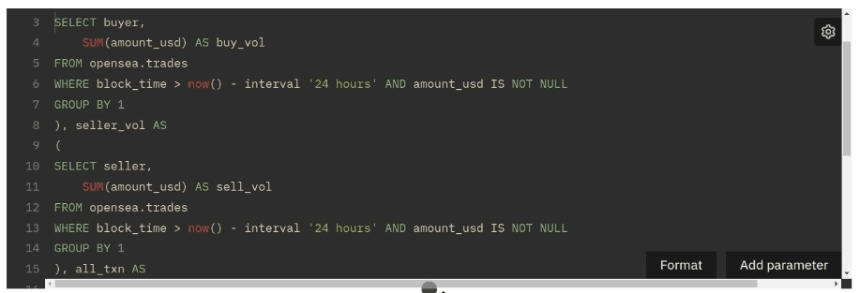 3 SELECT buyer,
4 SUM(amount_usd) AS buy_vol
5 FROM opensea.trades
6 WHERE block_time > now() - interval '24 hours' AND amount_usd IS NOT NULL
7 GROUP BY 1
8 ), seller_vol AS
9 (
10 SELECT seller,
11 SUM(amount_usd) AS sell_vol
12 FROM opensea.trades
13 WHERE block_time > now() - interval '24 hours' AND amount_usd IS NOT NULL
14 GROUP BY 1
15 ), all_txn AS
Format Add parameter